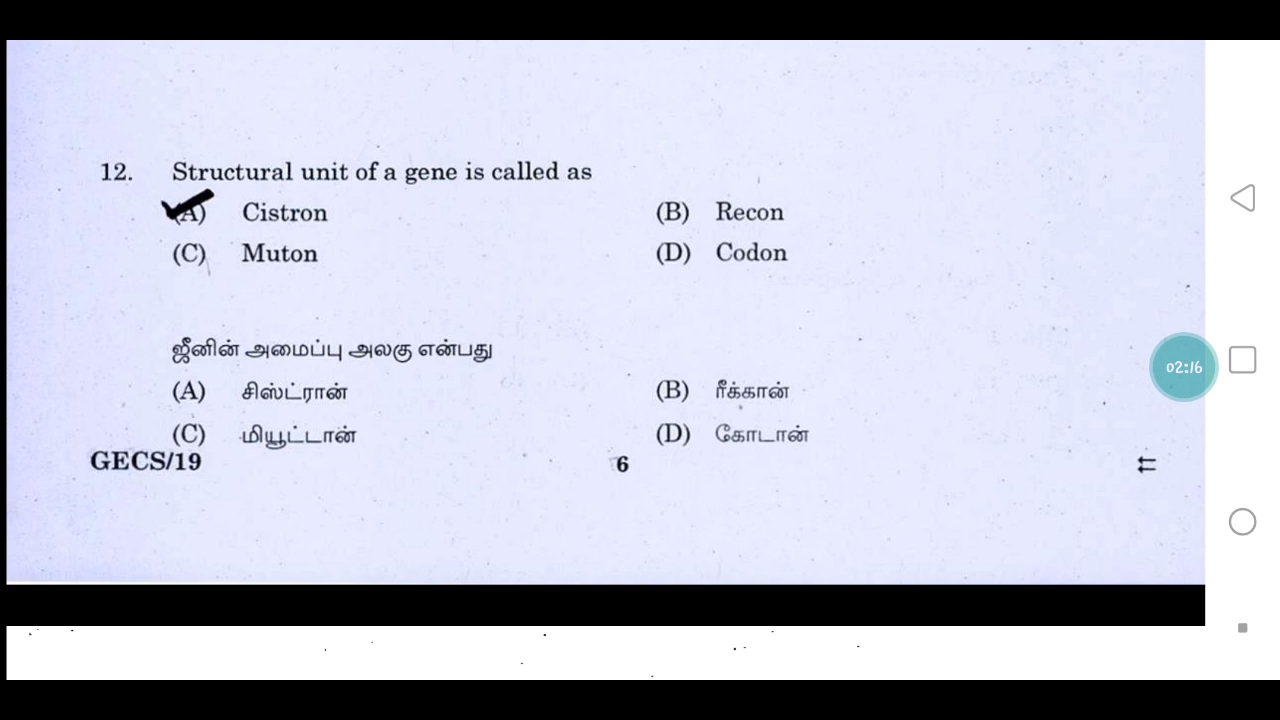 12. Structural unit of a gene is called as
(A) Cistron (B) Recon
(C) Muton (D) Codon
ஜீனின் அமைப்பு அலகு என்பது
(A) சிஸ்ட்ரான் (B) ரீக்கான்
(C) மியூட்டான் (D) கோடான்
GECS/19 6
02:16